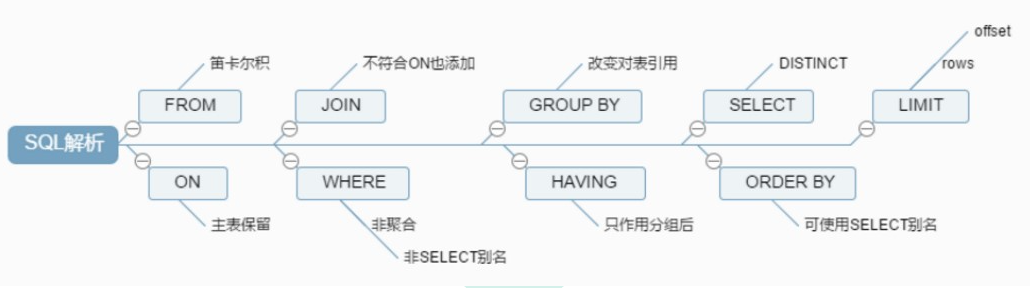 SQL解析
FROM
笛卡尔积
ON
主表保留
JOIN
不符合ON也添加
WHERE
非聚合
非SELECT别名
GROUP BY
改变对表引用
HAVING
只作用分组后
SELECT
DISTINCT
ORDER BY
可使用SELECT别名
LIMIT
offset
rows